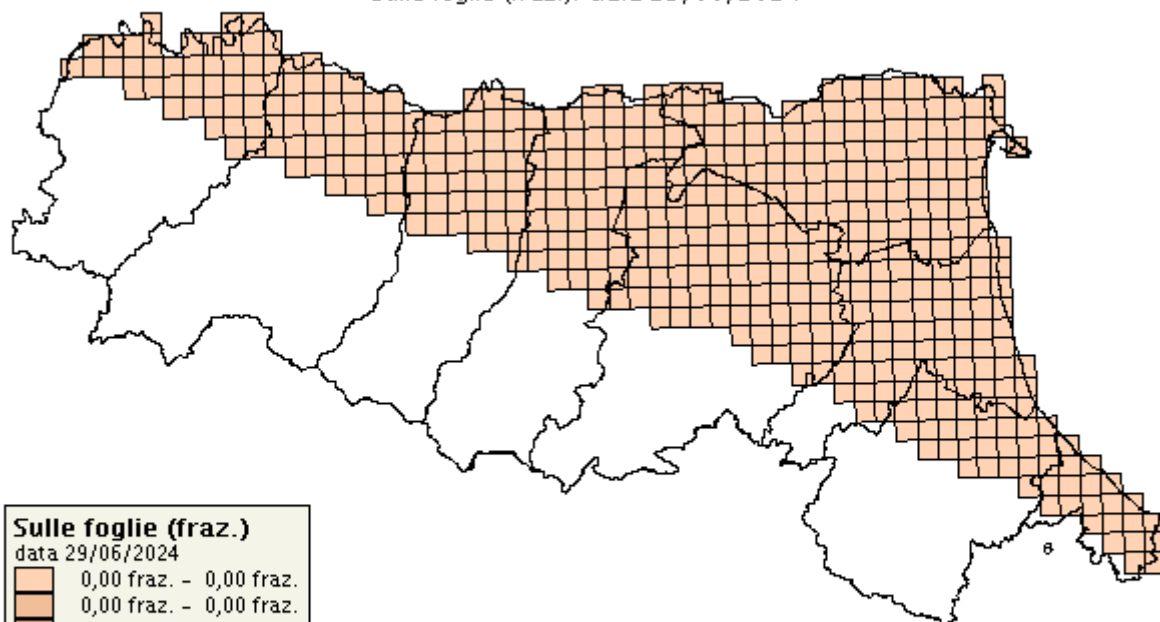 Sulle foglie (fraz.)
data 29/06/2024
0,00 fraz. - 0,00 fraz.
0,00 fraz. - 0,00 fraz.